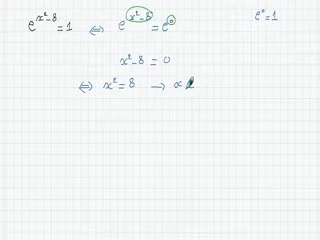 e^{x²-8} = 1 ⇔ e^{x²-8} = e^0   e^0 = 1
x² - 8 = 0
⇔ x² = 8 → x